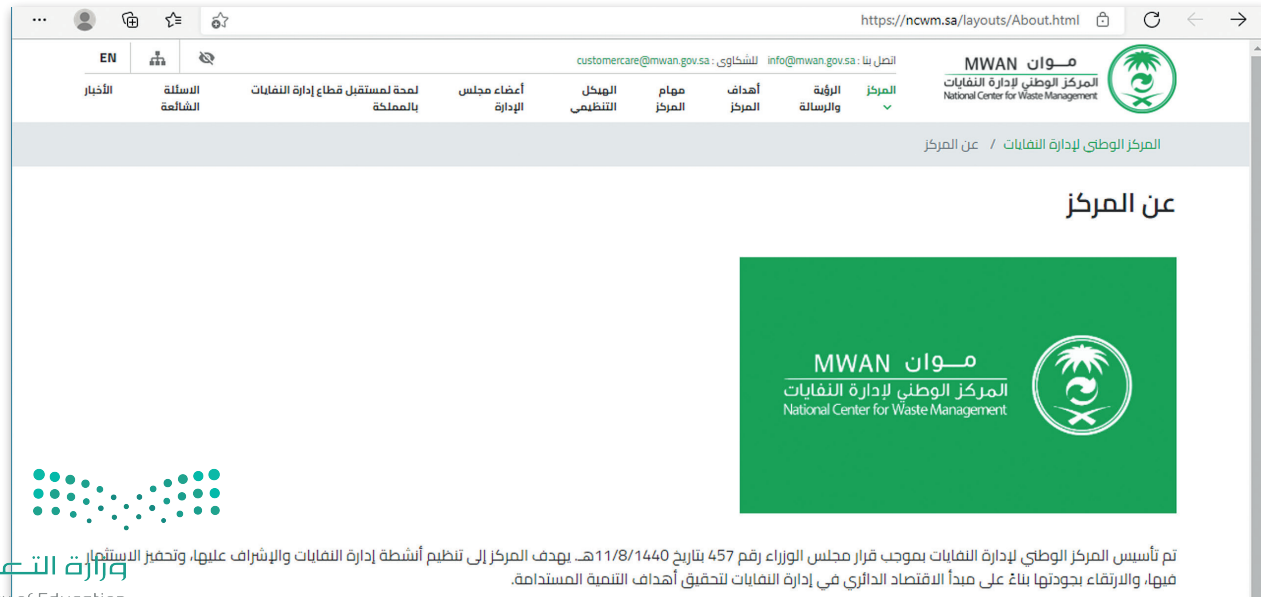 https://ncwm.sa/layouts/About.html
مــوان MWAN
المركز الوطني لإدارة النفايات
National Center for Waste Management
اتصل بنا : info@mwan.gov.sa للشكاوى : customercare@mwan.gov.sa
EN
المركز
الرؤية والرسالة
أهداف المركز
مهام المركز
الهيكل التنظيمي
أعضاء مجلس الإدارة
لمحة لمستقبل قطاع إدارة النفايات بالمملكة
الاسئلة الشائعة
الأخبار
المركز الوطني لإدارة النفايات / عن المركز
عن المركز
مــوان MWAN
المركز الوطني لإدارة النفايات
National Center for Waste Management
تم تأسيس المركز الوطني لإدارة النفايات بموجب قرار مجلس الوزراء رقم 457 بتاريخ 11/8/1440هـ. يهدف المركز إلى تنظيم أنشطة إدارة النفايات والإشراف عليها، وتحفيز الاستثمار
فيها، والارتقاء بجودتها بناءً على مبدأ الاقتصاد الدائري في إدارة النفايات لتحقيق أهداف التنمية المستدامة.
وزارة